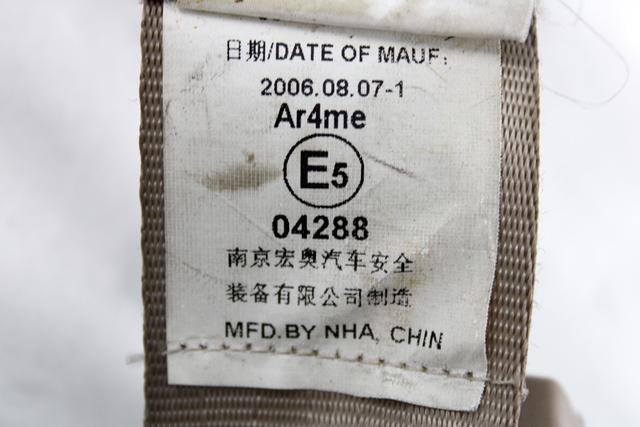 日期/DATE OF MAUF:
2006.08.07-1
Ar4me
E5
04288
南京宏奥汽车安全
装备有限公司制造
MFD.BY NHA, CHIN